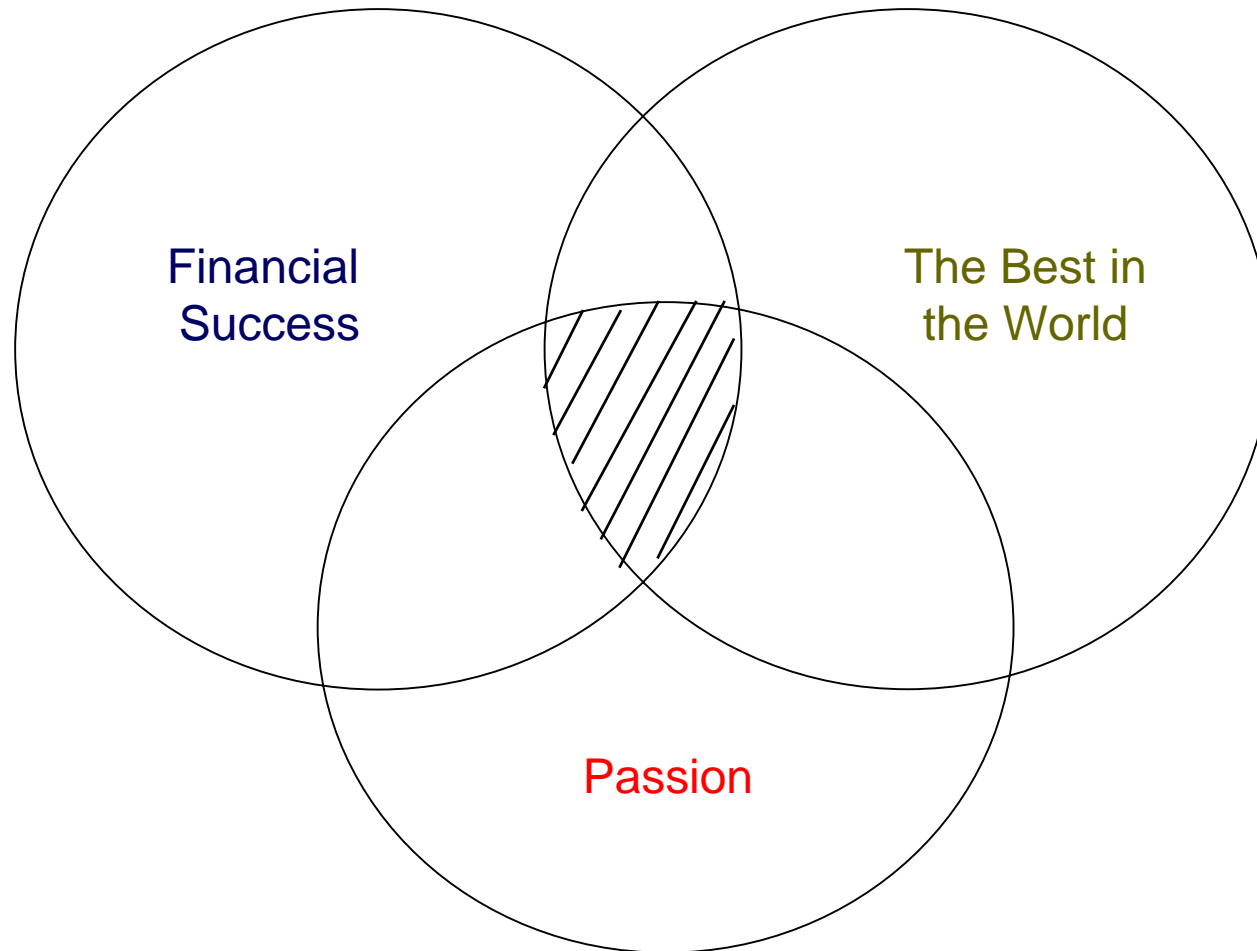 Financial
Success
The Best in
the World
Passion